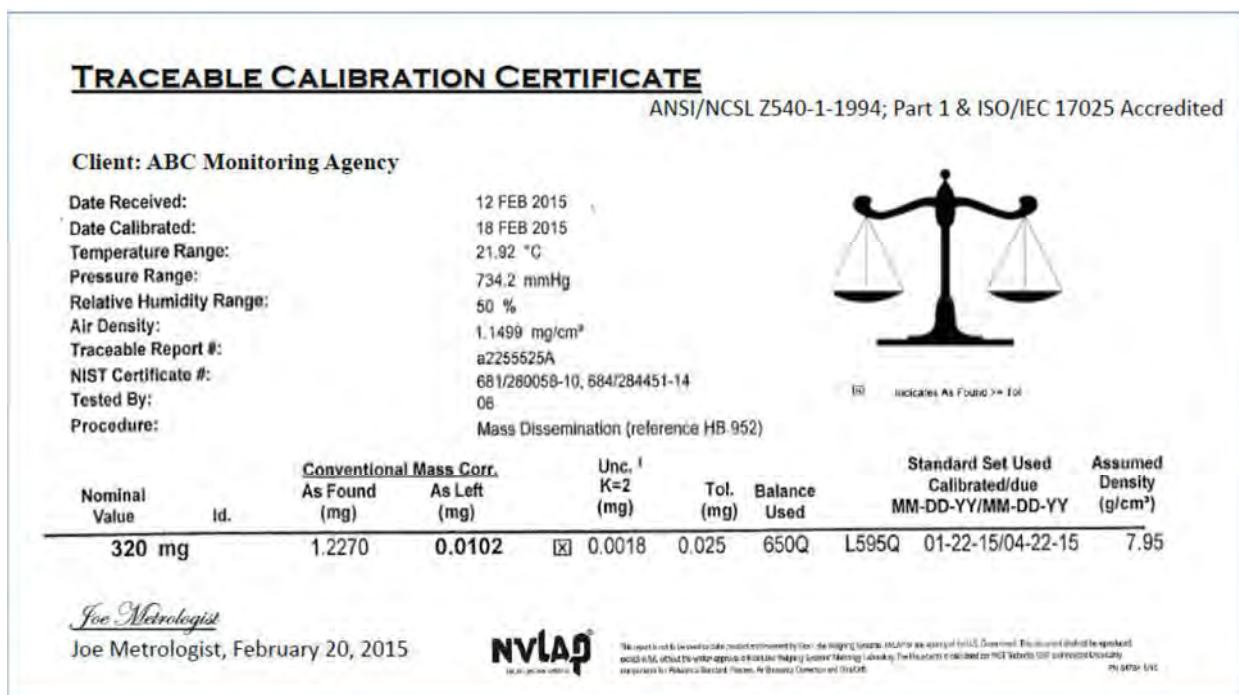 TRACEABLE CALIBRATION CERTIFICATE
ANSI/NCSL Z540-1-1994; Part 1 & ISO/IEC 17025 Accredited
Client: ABC Monitoring Agency
Date Received: 12 FEB 2015
Date Calibrated: 18 FEB 2015
Temperature Range: 21.92 °C
Pressure Range: 734.2 mmHg
Relative Humidity Range: 50 %
Air Density: 1.1499 mg/cm³
Traceable Report #: a2255525A
NIST Certificate #: 681/280058-10, 684/284451-14
Tested By: 06
Procedure: Mass Dissemination (reference HB 952)
☒ Indicates As Found >= Tol
Conventional Mass Corr. Unc. ¹ Standard Set Used Assumed
Nominal As Found As Left K=2 Tol. Balance Calibrated/due Density
Value Id. (mg) (mg) (mg) (mg) Used MM-DD-YY/MM-DD-YY (g/cm³)
320 mg 1.2270 0.0102 ☒ 0.0018 0.025 650Q L595Q 01-22-15/04-22-15 7.95
Joe Metrologist
Joe Metrologist, February 20, 2015
NVLAP®